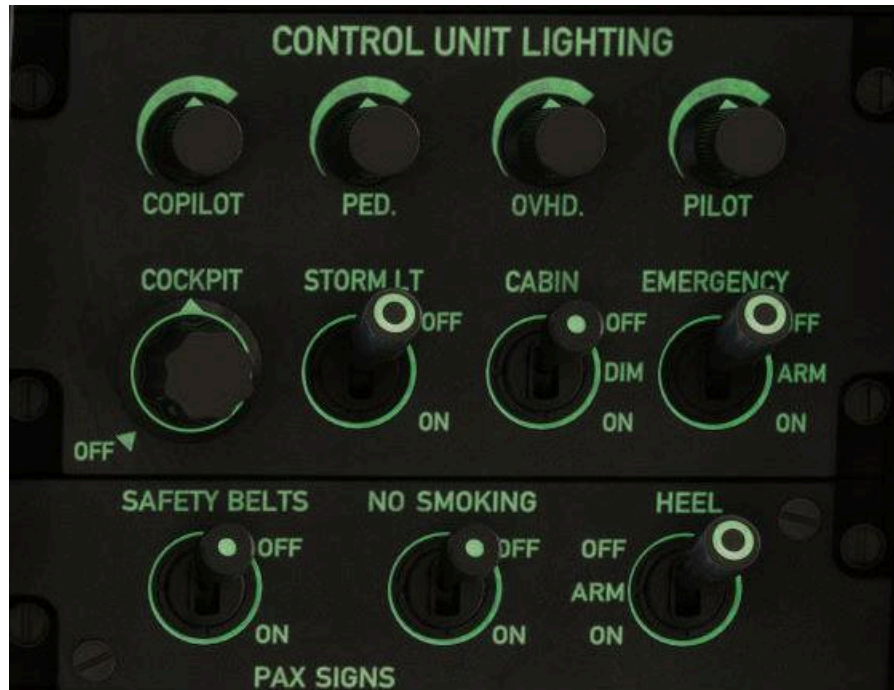 CONTROL UNIT LIGHTING
COPILOT PED. OVHD. PILOT
COCKPIT STORM LT CABIN EMERGENCY
OFF OFF FF
DIM ARM
ON ON ON
OFF
SAFETY BELTS NO SMOKING HEEL
OFF OFF OFF
ARM
ON ON ON
PAX SIGNS